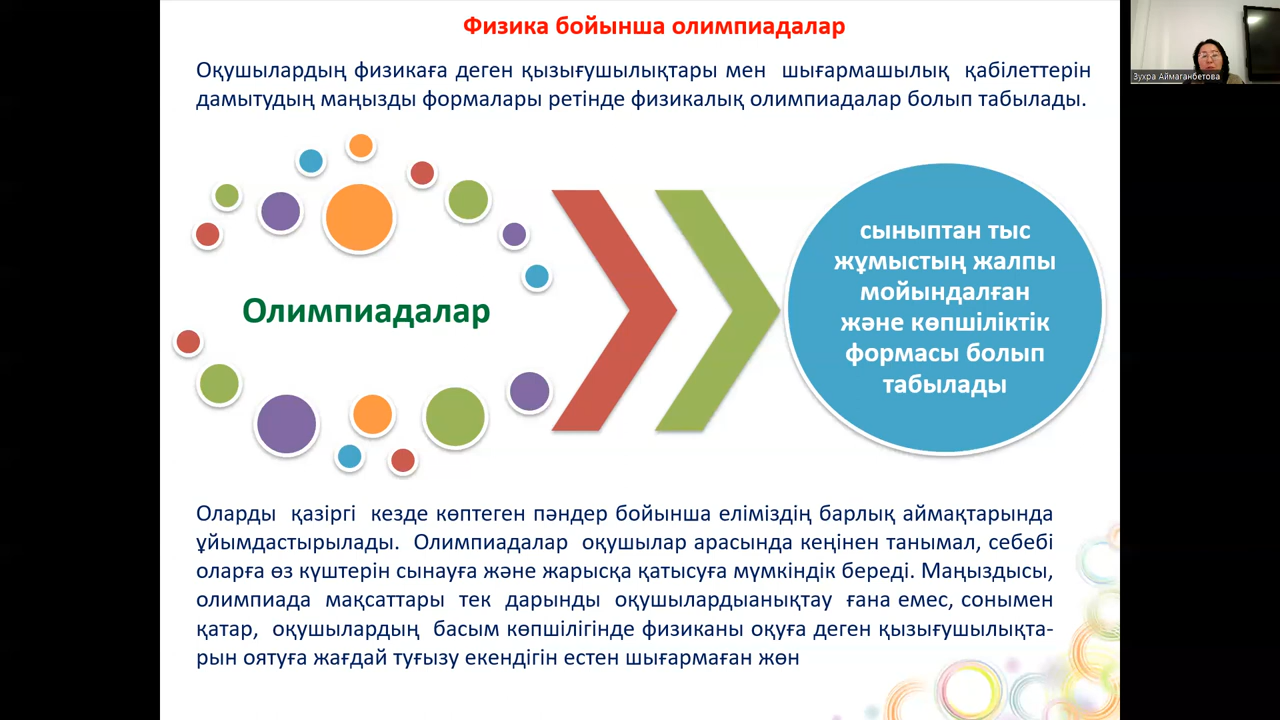 Физика бойынша олимпиадалар
Зухра Аймаганбетова
Оқушылардың физикаға деген қызығушылықтары мен шығармашылық қабілеттерін
дамытудың маңызды формалары ретінде физикалық олимпиадалар болып табылады.
Олимпиадалар
сыныптан тыс
жұмыстың жалпы
мойындалған
және көпшіліктік
формасы болып
табылады
Оларды қазіргі кезде көптеген пәндер бойынша еліміздің барлық аймақтарында
ұйымдастырылады. Олимпиадалар оқушылар арасында кеңінен танымал, себебі
оларға өз күштерін сынауға және жарысқа қатысуға мүмкіндік береді. Маңыздысы,
олимпиада мақсаттары тек дарынды оқушылардыанықтау ғана емес, сонымен
қатар, оқушылардың басым көпшілігінде физиканы оқуға деген қызығушылықта-
рын оятуға жағдай туғызу екендігін естен шығармаған жөн